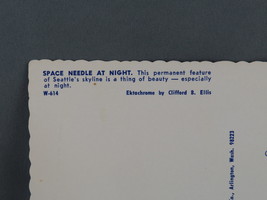 SPACE NEEDLE AT NIGHT. This permanent feature
of Seattle's skyline is a thing of beauty — especially
at night.
W-614 Ektachrome by Clifford B. Ellis
Co., Arlington, Wash. 98223